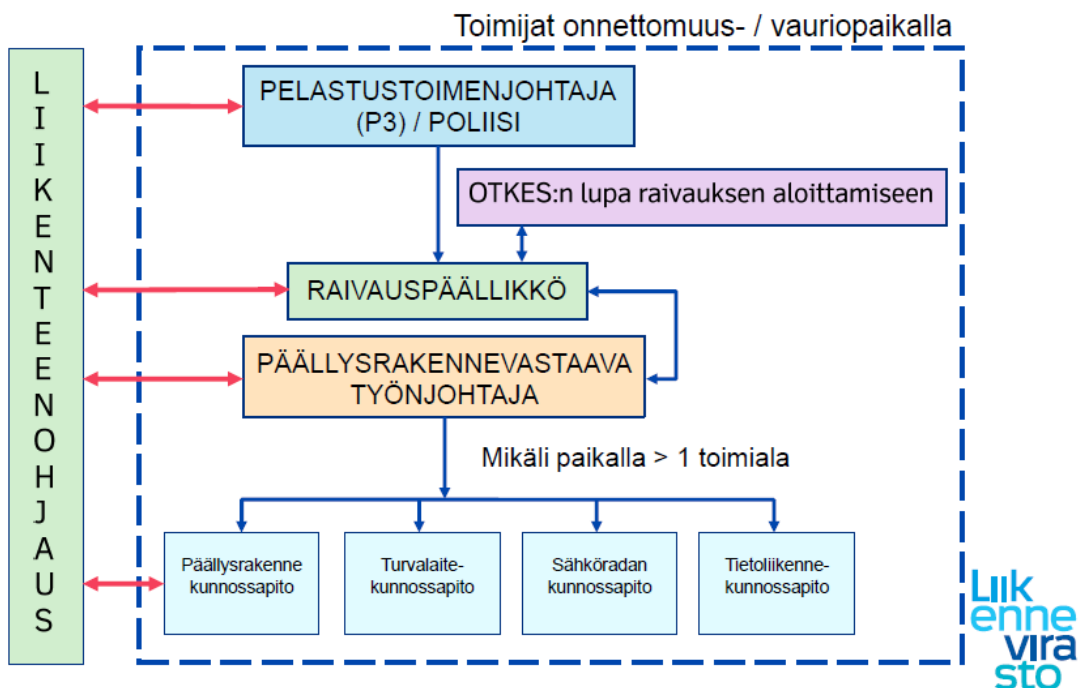 Toimijat onnettomuus- / vauriopaikalla
LIIKENTEENOHJAUS
PELASTUSTOIMENJOHTAJA
(P3) / POLIISI
OTKES:n lupa raivauksen aloittamiseen
RAIVAUSPÄÄLLIKKÖ
PÄÄLLYSRAKENNEVASTAAVA
TYÖNJOHTAJA
Mikäli paikalla > 1 toimiala
Päällysrakenne
kunnossapito
Turvalaite-
kunnossapito
Sähköradan
kunnossapito
Tietoliikenne-
kunnossapito
Liik
enne
vira
sto